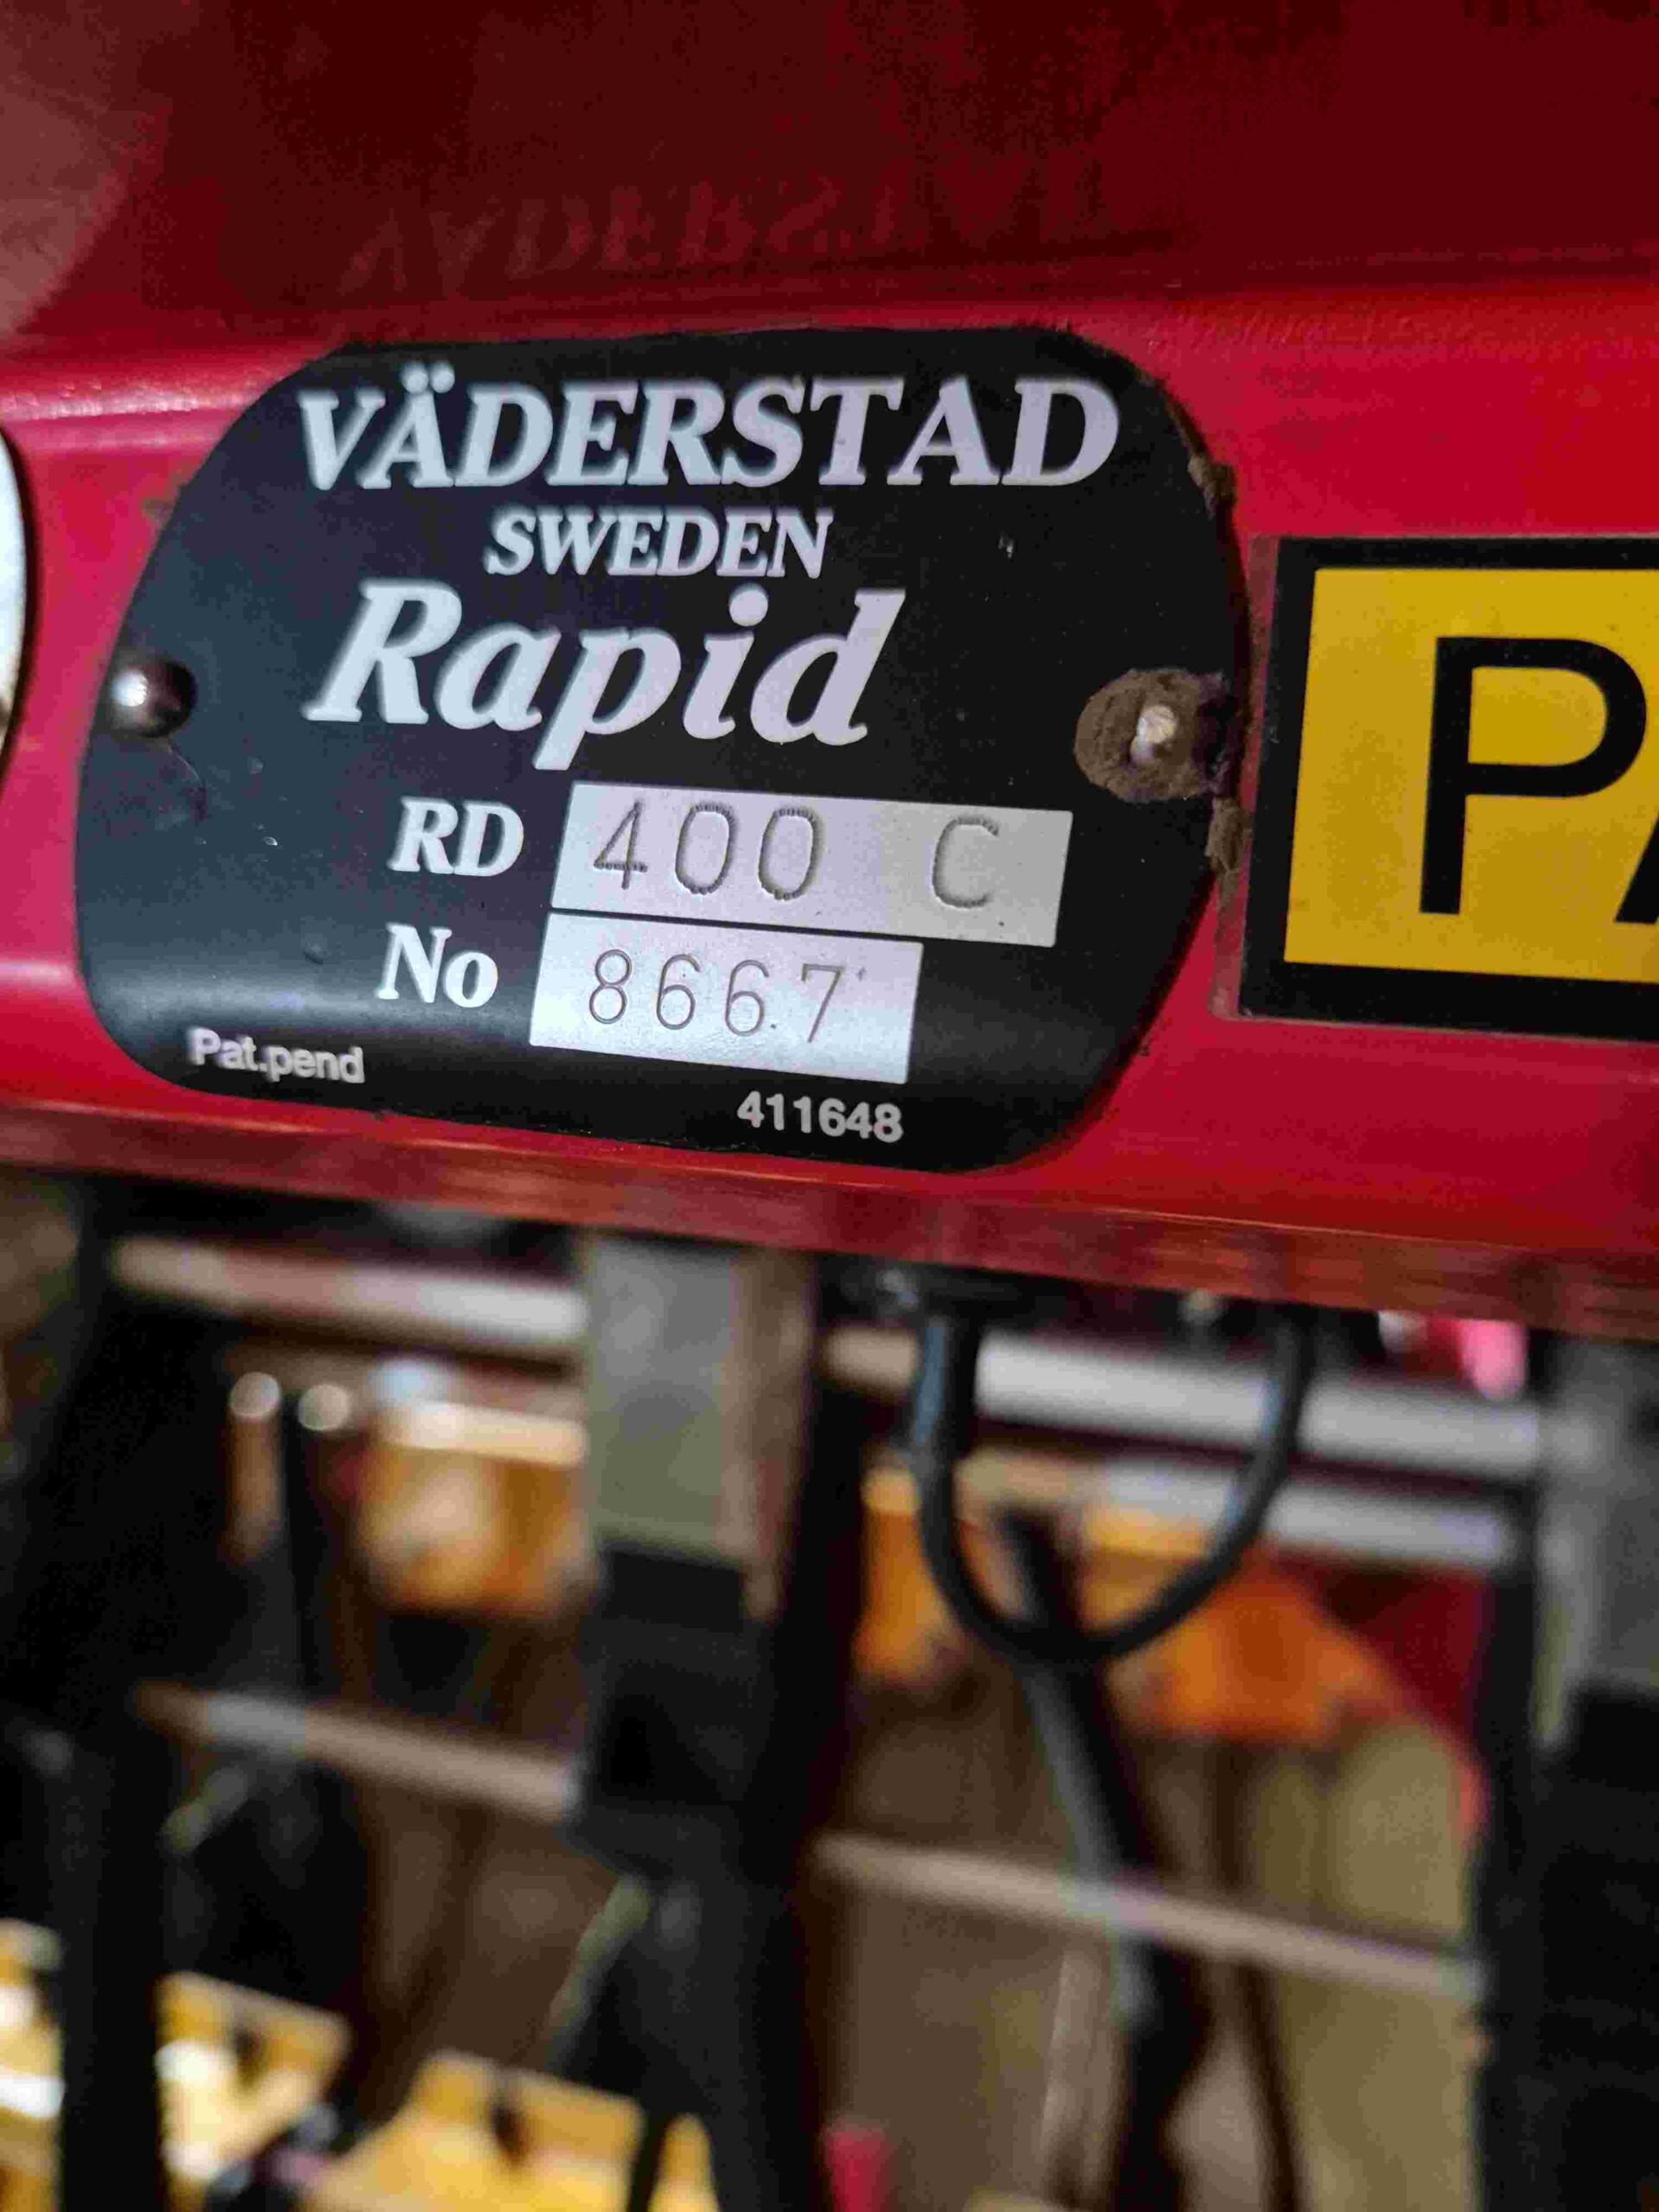 VÄDERSTAD
SWEDEN
Rapid
RD 400 C
No 8667
Pat.pend
411648
P